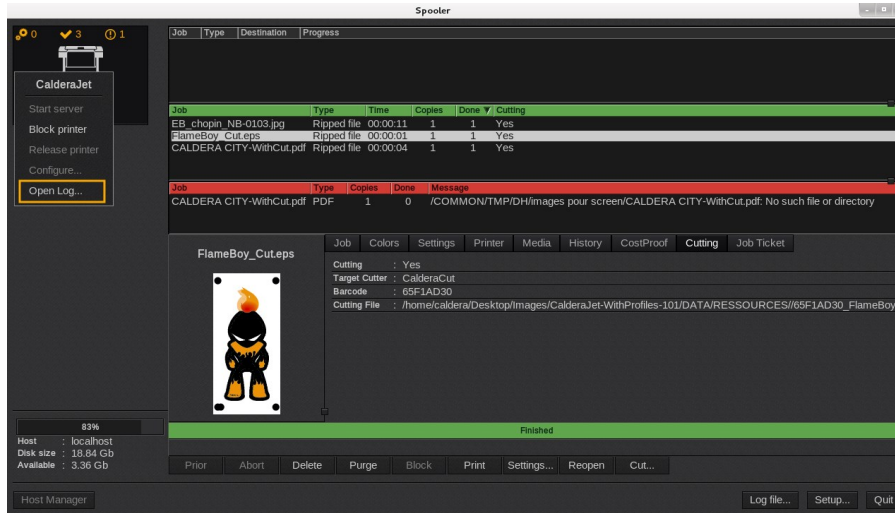 Spooler
0 3 1
Job Type Destination Progress
CalderaJet
Start server
Block printer
Release printer
Configure...
Open Log...
Job Type Time Copies Done Cutting
EB_chopin_NB-0103.jpg Ripped file 00:00:11 1 1 Yes
FlameBoy_Cut.eps Ripped file 00:00:01 1 1 Yes
CALDERA CITY-WithCut.pdf Ripped file 00:00:04 1 1 Yes
Job Type Copies Done Message
CALDERA CITY-WithCut.pdf PDF 1 0 /COMMON/TMP/DH/images pour screen/CALDERA CITY-WithCut.pdf: No such file or directory
FlameBoy_Cut.eps
Job Colors Settings Printer Media History CostProof Cutting Job Ticket
Cutting : Yes
Target Cutter : CalderaCut
Barcode : 65F1AD30
Cutting File : /home/caldera/Desktop/Images/CalderaJet-WithProfiles-101/DATA/RESSOURCES//65F1AD30_FlameBoy
Finished
83%
Host : localhost
Disk size : 18.84 Gb
Available : 3.36 Gb
Prior Abort Delete Purge Block Print Settings... Reopen Cut...
Host Manager Log file... Setup... Quit